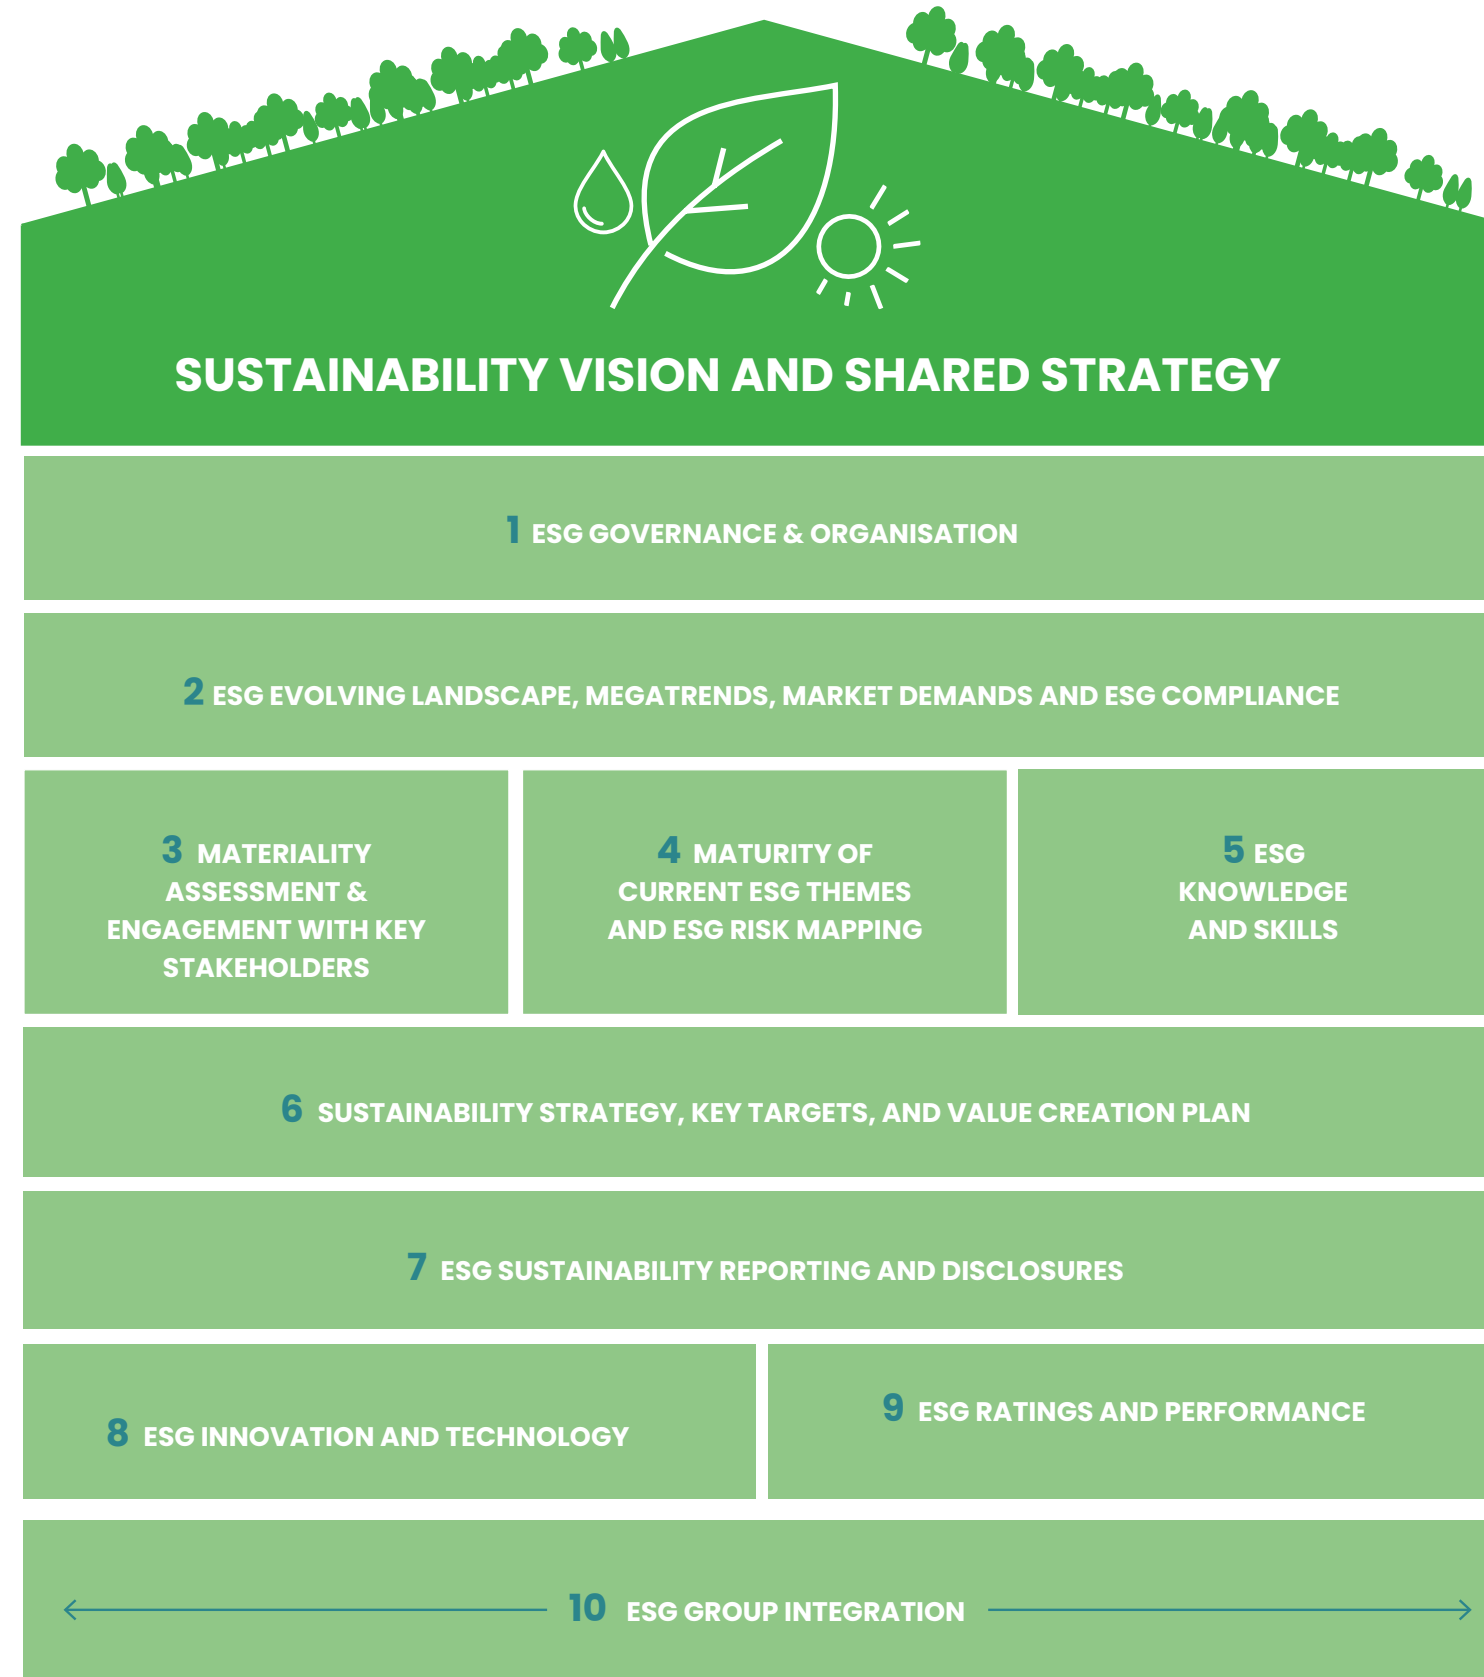 SUSTAINABILITY VISION AND SHARED STRATEGY
1 ESG GOVERNANCE & ORGANISATION
2 ESG EVOLVING LANDSCAPE, MEGATRENDS, MARKET DEMANDS AND ESG COMPLIANCE
3 MATERIALITY
ASSESSMENT &
ENGAGEMENT WITH KEY
STAKEHOLDERS
4 MATURITY OF
CURRENT ESG THEMES
AND ESG RISK MAPPING
5 ESG
KNOWLEDGE
AND SKILLS
6 SUSTAINABILITY STRATEGY, KEY TARGETS, AND VALUE CREATION PLAN
7 ESG SUSTAINABILITY REPORTING AND DISCLOSURES
8 ESG INNOVATION AND TECHNOLOGY
9 ESG RATINGS AND PERFORMANCE
10 ESG GROUP INTEGRATION